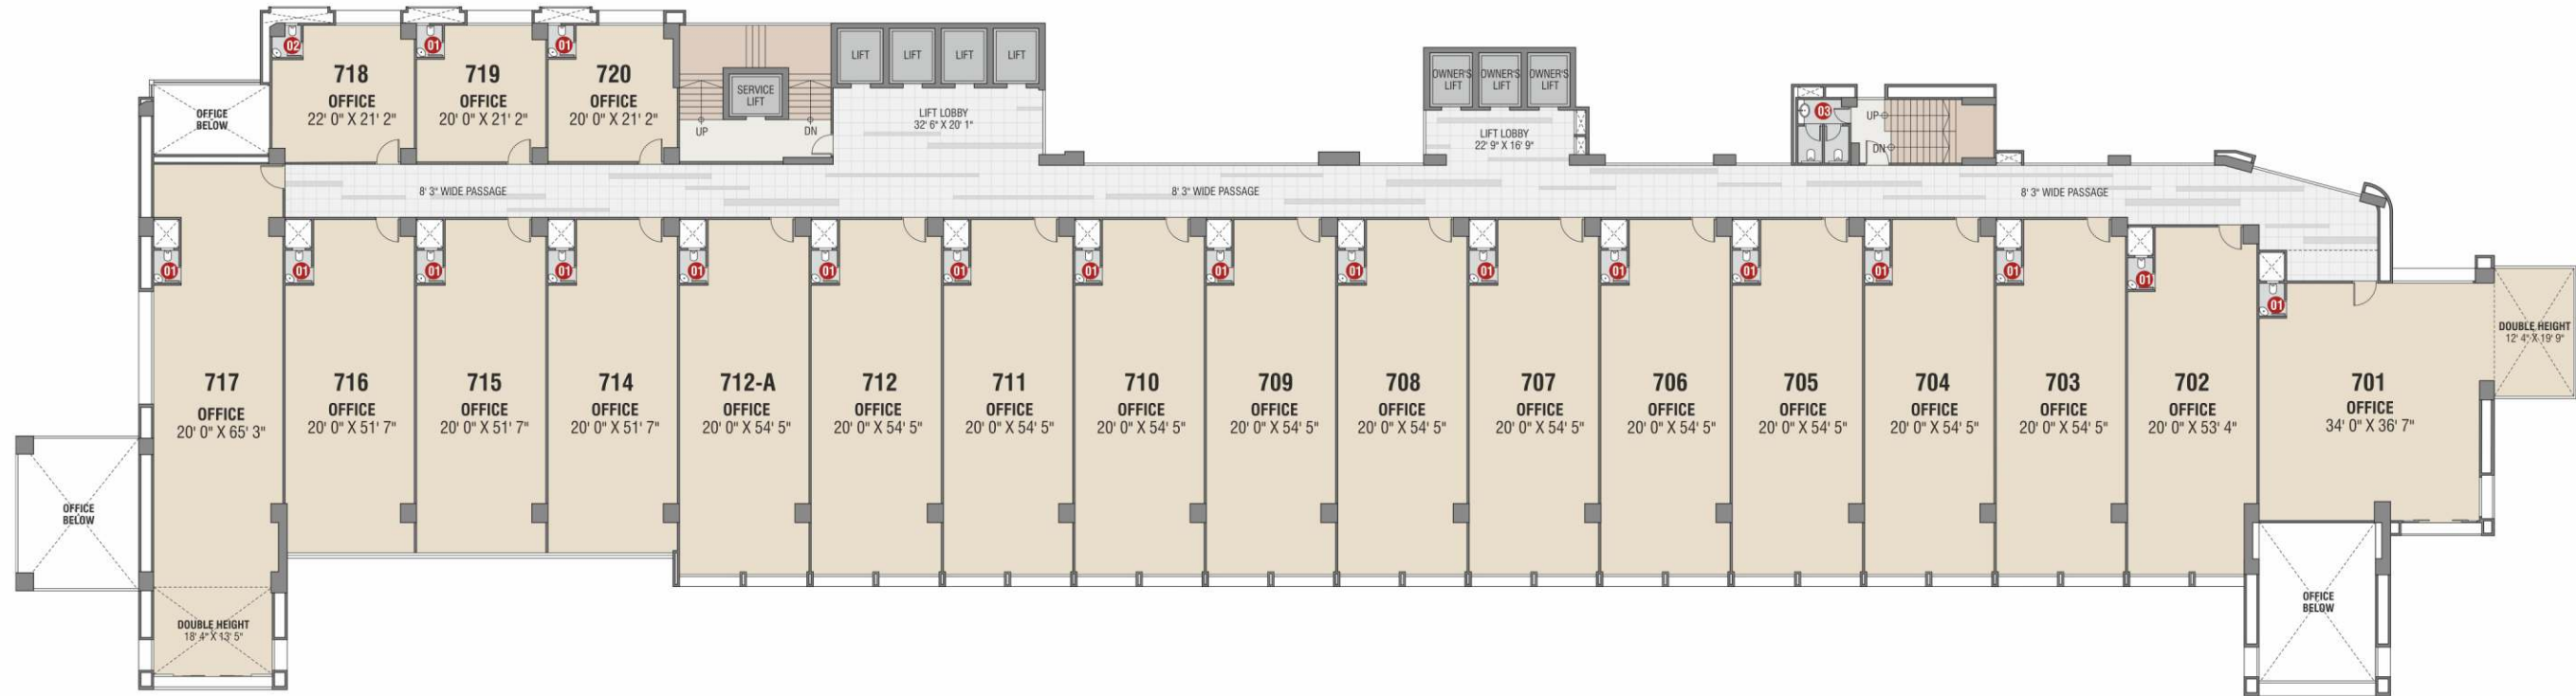 02
718
OFFICE
22' 0" X 21' 2"
01
719
OFFICE
20' 0" X 21' 2"
01
720
OFFICE
20' 0" X 21' 2"
SERVICE
LIFT
UP
DN
LIFT
LIFT
LIFT
LIFT
LIFT LOBBY
32' 6" X 20' 1"
OWNER'S
LIFT
OWNER'S
LIFT
OWNER'S
LIFT
LIFT LOBBY
22' 9" X 16' 9"
03
UP
DN
OFFICE
BELOW
8' 3" WIDE PASSAGE
8' 3" WIDE PASSAGE
8' 3" WIDE PASSAGE
01
717
OFFICE
20' 0" X 65' 3"
01
716
OFFICE
20' 0" X 51' 7"
01
715
OFFICE
20' 0" X 51' 7"
01
714
OFFICE
20' 0" X 51' 7"
01
712-A
OFFICE
20' 0" X 54' 5"
01
712
OFFICE
20' 0" X 54' 5"
01
711
OFFICE
20' 0" X 54' 5"
01
710
OFFICE
20' 0" X 54' 5"
01
709
OFFICE
20' 0" X 54' 5"
01
708
OFFICE
20' 0" X 54' 5"
01
707
OFFICE
20' 0" X 54' 5"
01
706
OFFICE
20' 0" X 54' 5"
01
705
OFFICE
20' 0" X 54' 5"
01
704
OFFICE
20' 0" X 54' 5"
01
703
OFFICE
20' 0" X 54' 5"
01
702
OFFICE
20' 0" X 53' 4"
01
701
OFFICE
34' 0" X 36' 7"
DOUBLE HEIGHT
12' 4" X 19' 9"
OFFICE
BELOW
DOUBLE HEIGHT
18' 4" X 13' 5"
OFFICE
BELOW